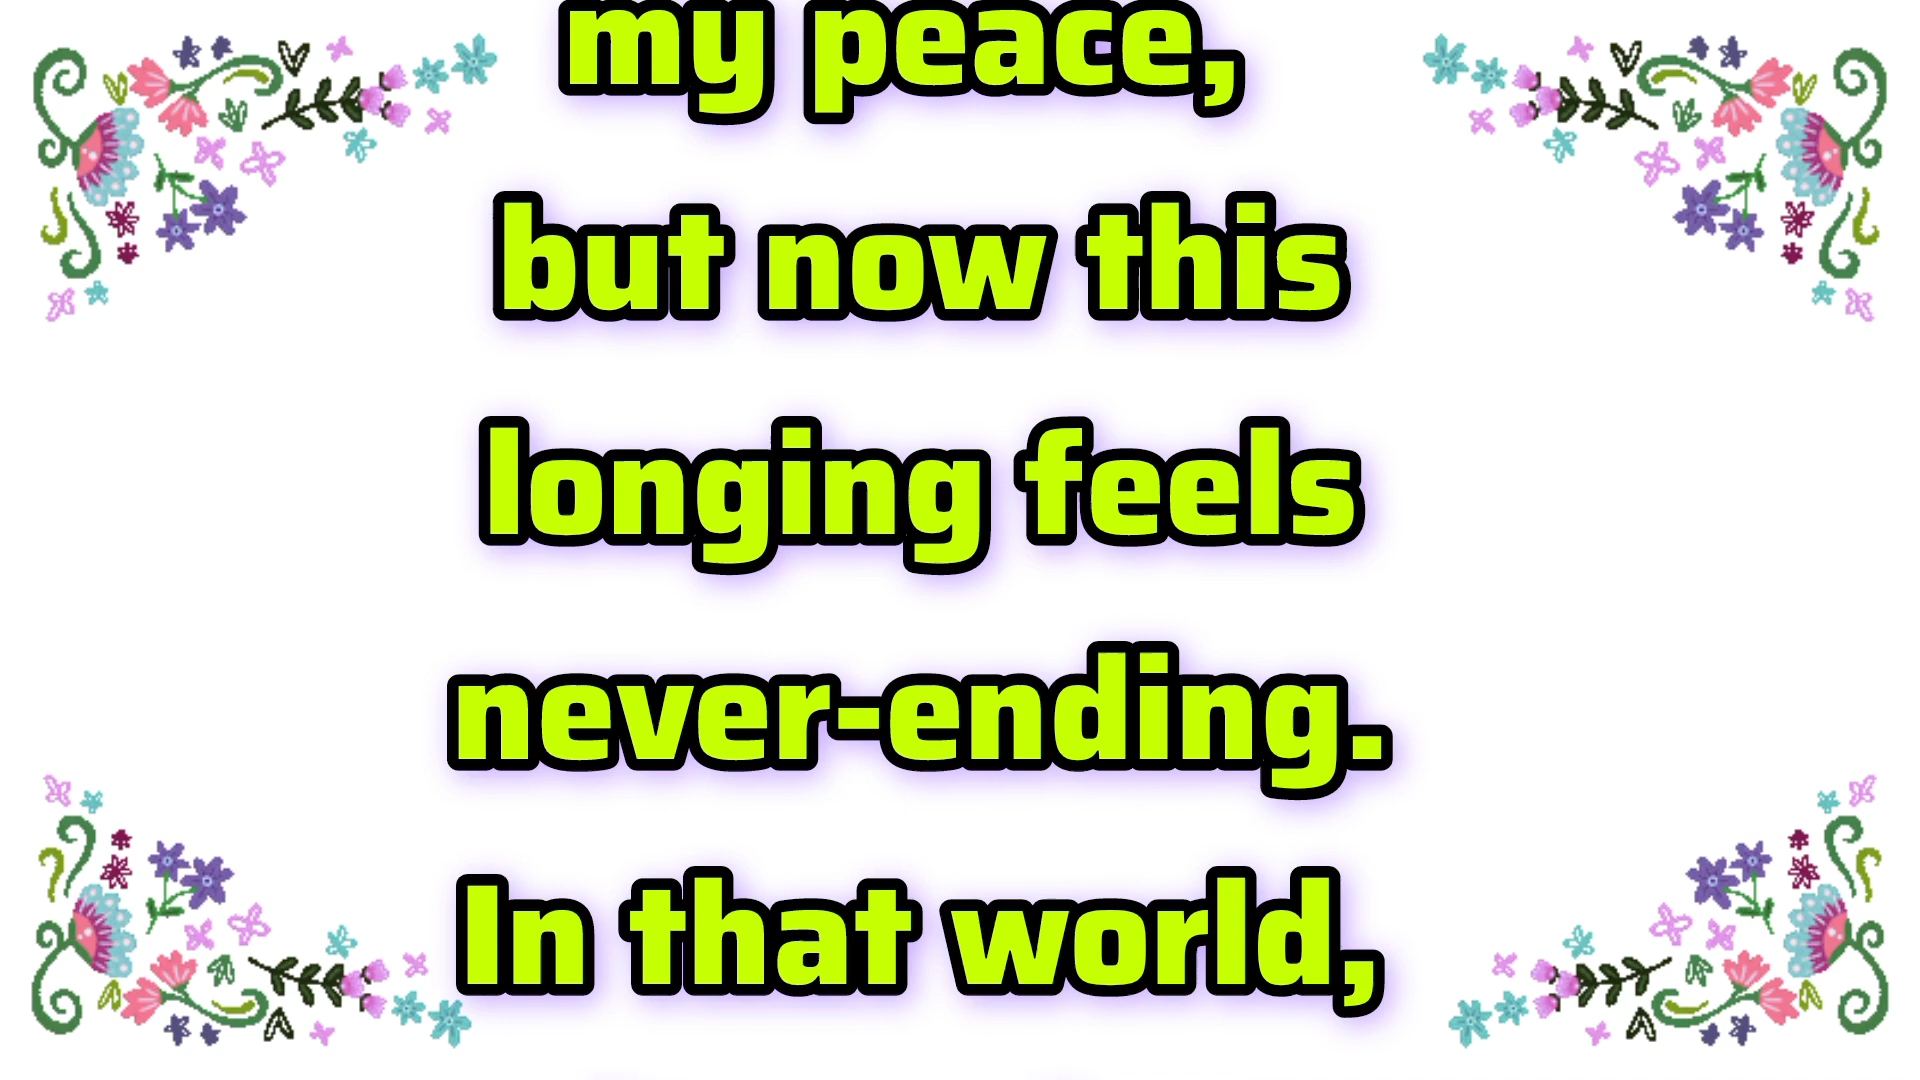 my peace,
but now this
longing feels
never-ending.
In that world,